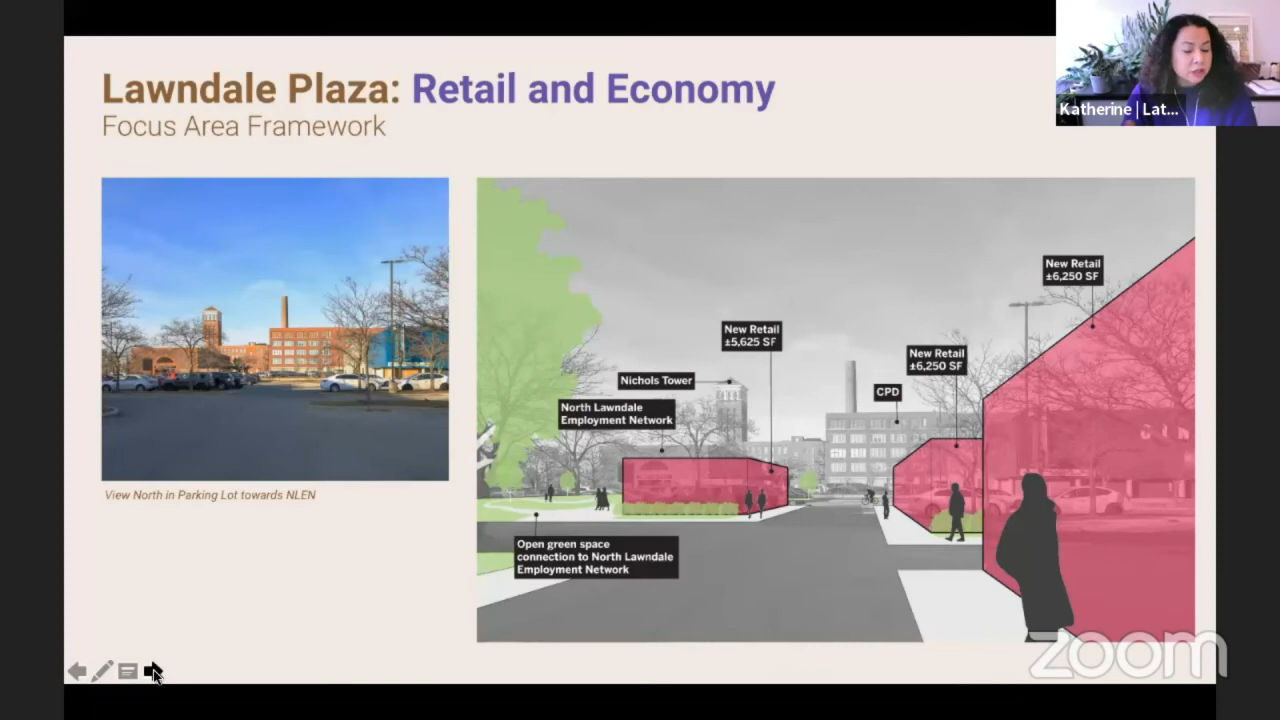 Lawndale Plaza: Retail and Economy
Focus Area Framework
Katherine | Lat...
New Retail
±6,250 SF
New Retail
±5,625 SF
New Retail
±6,250 SF
Nichols Tower
CPD
North Lawndale
Employment Network
View North in Parking Lot towards NLEN
Open green space
connection to North Lawndale
Employment Network
zoom